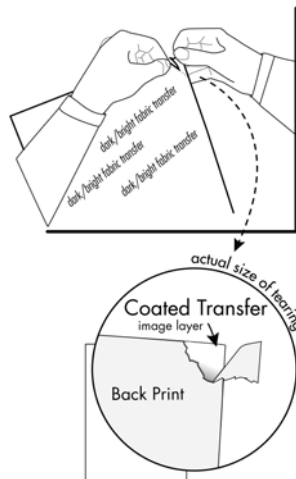 dark/bright fabric transfer
dark/bright fabric transfer
dark/bright fabric transfer
actual size of tearing
Coated Transfer
image layer
Back Print